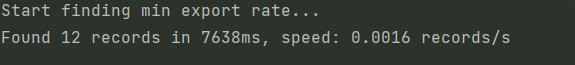 Start finding min export rate...
Found 12 records in 7638ms, speed: 0.0016 records/s